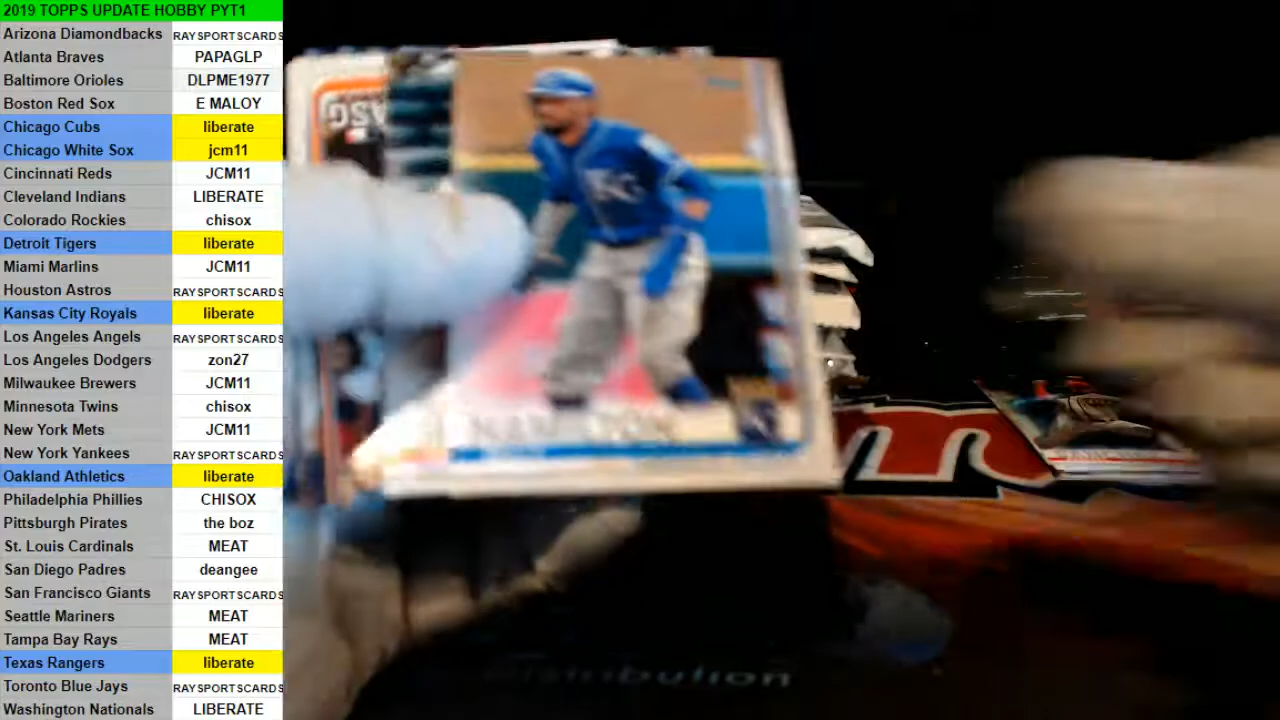 2019 TOPPS UPDATE HOBBY PYT1
Arizona Diamondbacks RAYSPORTSCARDS
Atlanta Braves PAPAGLP
Baltimore Orioles DLPME1977
Boston Red Sox E MALOY
Chicago Cubs liberate
Chicago White Sox jcm11
Cincinnati Reds JCM11
Cleveland Indians LIBERATE
Colorado Rockies chisox
Detroit Tigers liberate
Miami Marlins JCM11
Houston Astros RAYSPORTSCARDS
Kansas City Royals liberate
Los Angeles Angels RAYSPORTSCARDS
Los Angeles Dodgers zon27
Milwaukee Brewers JCM11
Minnesota Twins chisox
New York Mets JCM11
New York Yankees RAYSPORTSCARDS
Oakland Athletics liberate
Philadelphia Phillies CHISOX
Pittsburgh Pirates the boz
St. Louis Cardinals MEAT
San Diego Padres deangee
San Francisco Giants RAYSPORTSCARDS
Seattle Mariners MEAT
Tampa Bay Rays MEAT
Texas Rangers liberate
Toronto Blue Jays RAYSPORTSCARDS
Washington Nationals LIBERATE
KC
distribution